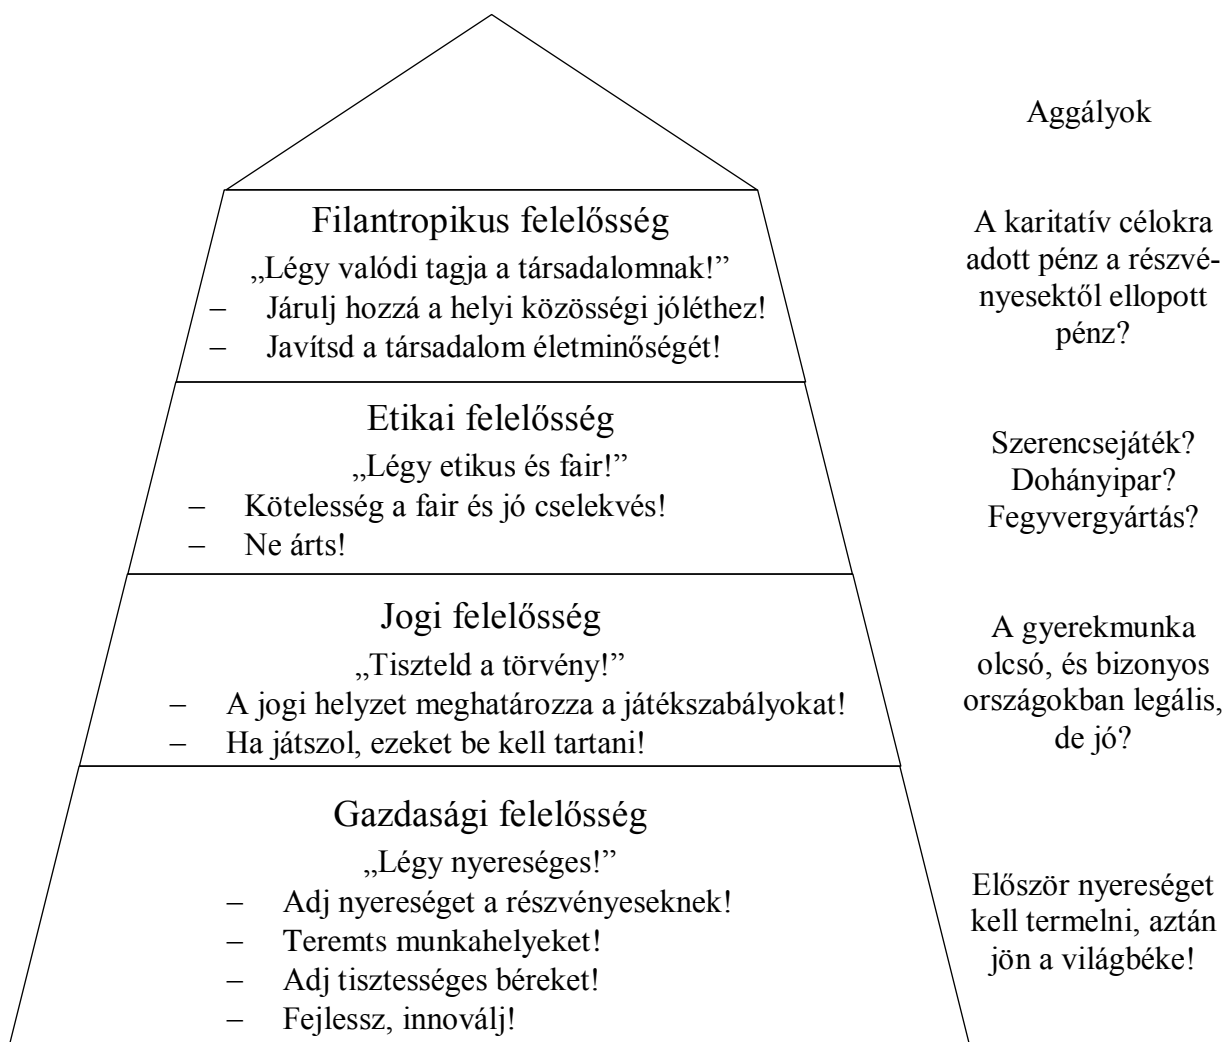 Aggályok
Filantropikus felelősség
„Légy valódi tagja a társadalomnak!”
– Járulj hozzá a helyi közösségi jóléthez!
– Javítsd a társadalom életminőségét!
A karitatív célokra
adott pénz a részvé-
nyesektől ellopott
pénz?
Etikai felelősség
„Légy etikus és fair!”
– Kötelesség a fair és jó cselekvés!
– Ne árts!
Szerencsejáték?
Dohányipar?
Fegyvergyártás?
Jogi felelősség
„Tiszteld a törvény!”
– A jogi helyzet meghatározza a játékszabályokat!
– Ha játszol, ezeket be kell tartani!
A gyerekmunka
olcsó, és bizonyos
országokban legális,
de jó?
Gazdasági felelősség
„Légy nyereséges!”
– Adj nyereséget a részvényeseknek!
– Teremts munkahelyeket!
– Adj tisztességes béreket!
– Fejlessz, innoválj!
Először nyereséget
kell termelni, aztán
jön a világbéke!